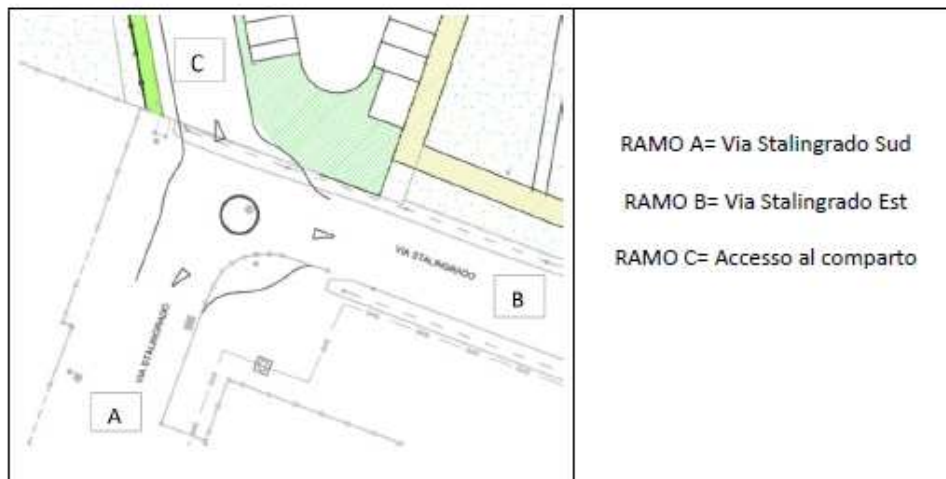 C
VIA STALINGRADO
B
VIA STALINGRADO
A
RAMO A= Via Stalingrado Sud
RAMO B= Via Stalingrado Est
RAMO C= Accesso al comparto